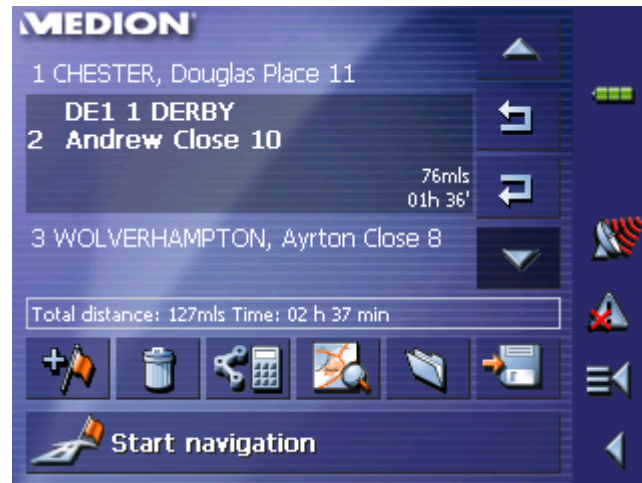 MEDION
1 CHESTER, Douglas Place 11
DE1 1 DERBY
2 Andrew Close 10
76mls
01h 36'
3 WOLVERHAMPTON, Ayrton Close 8
Total distance: 127mls Time: 02 h 37 min
Start navigation